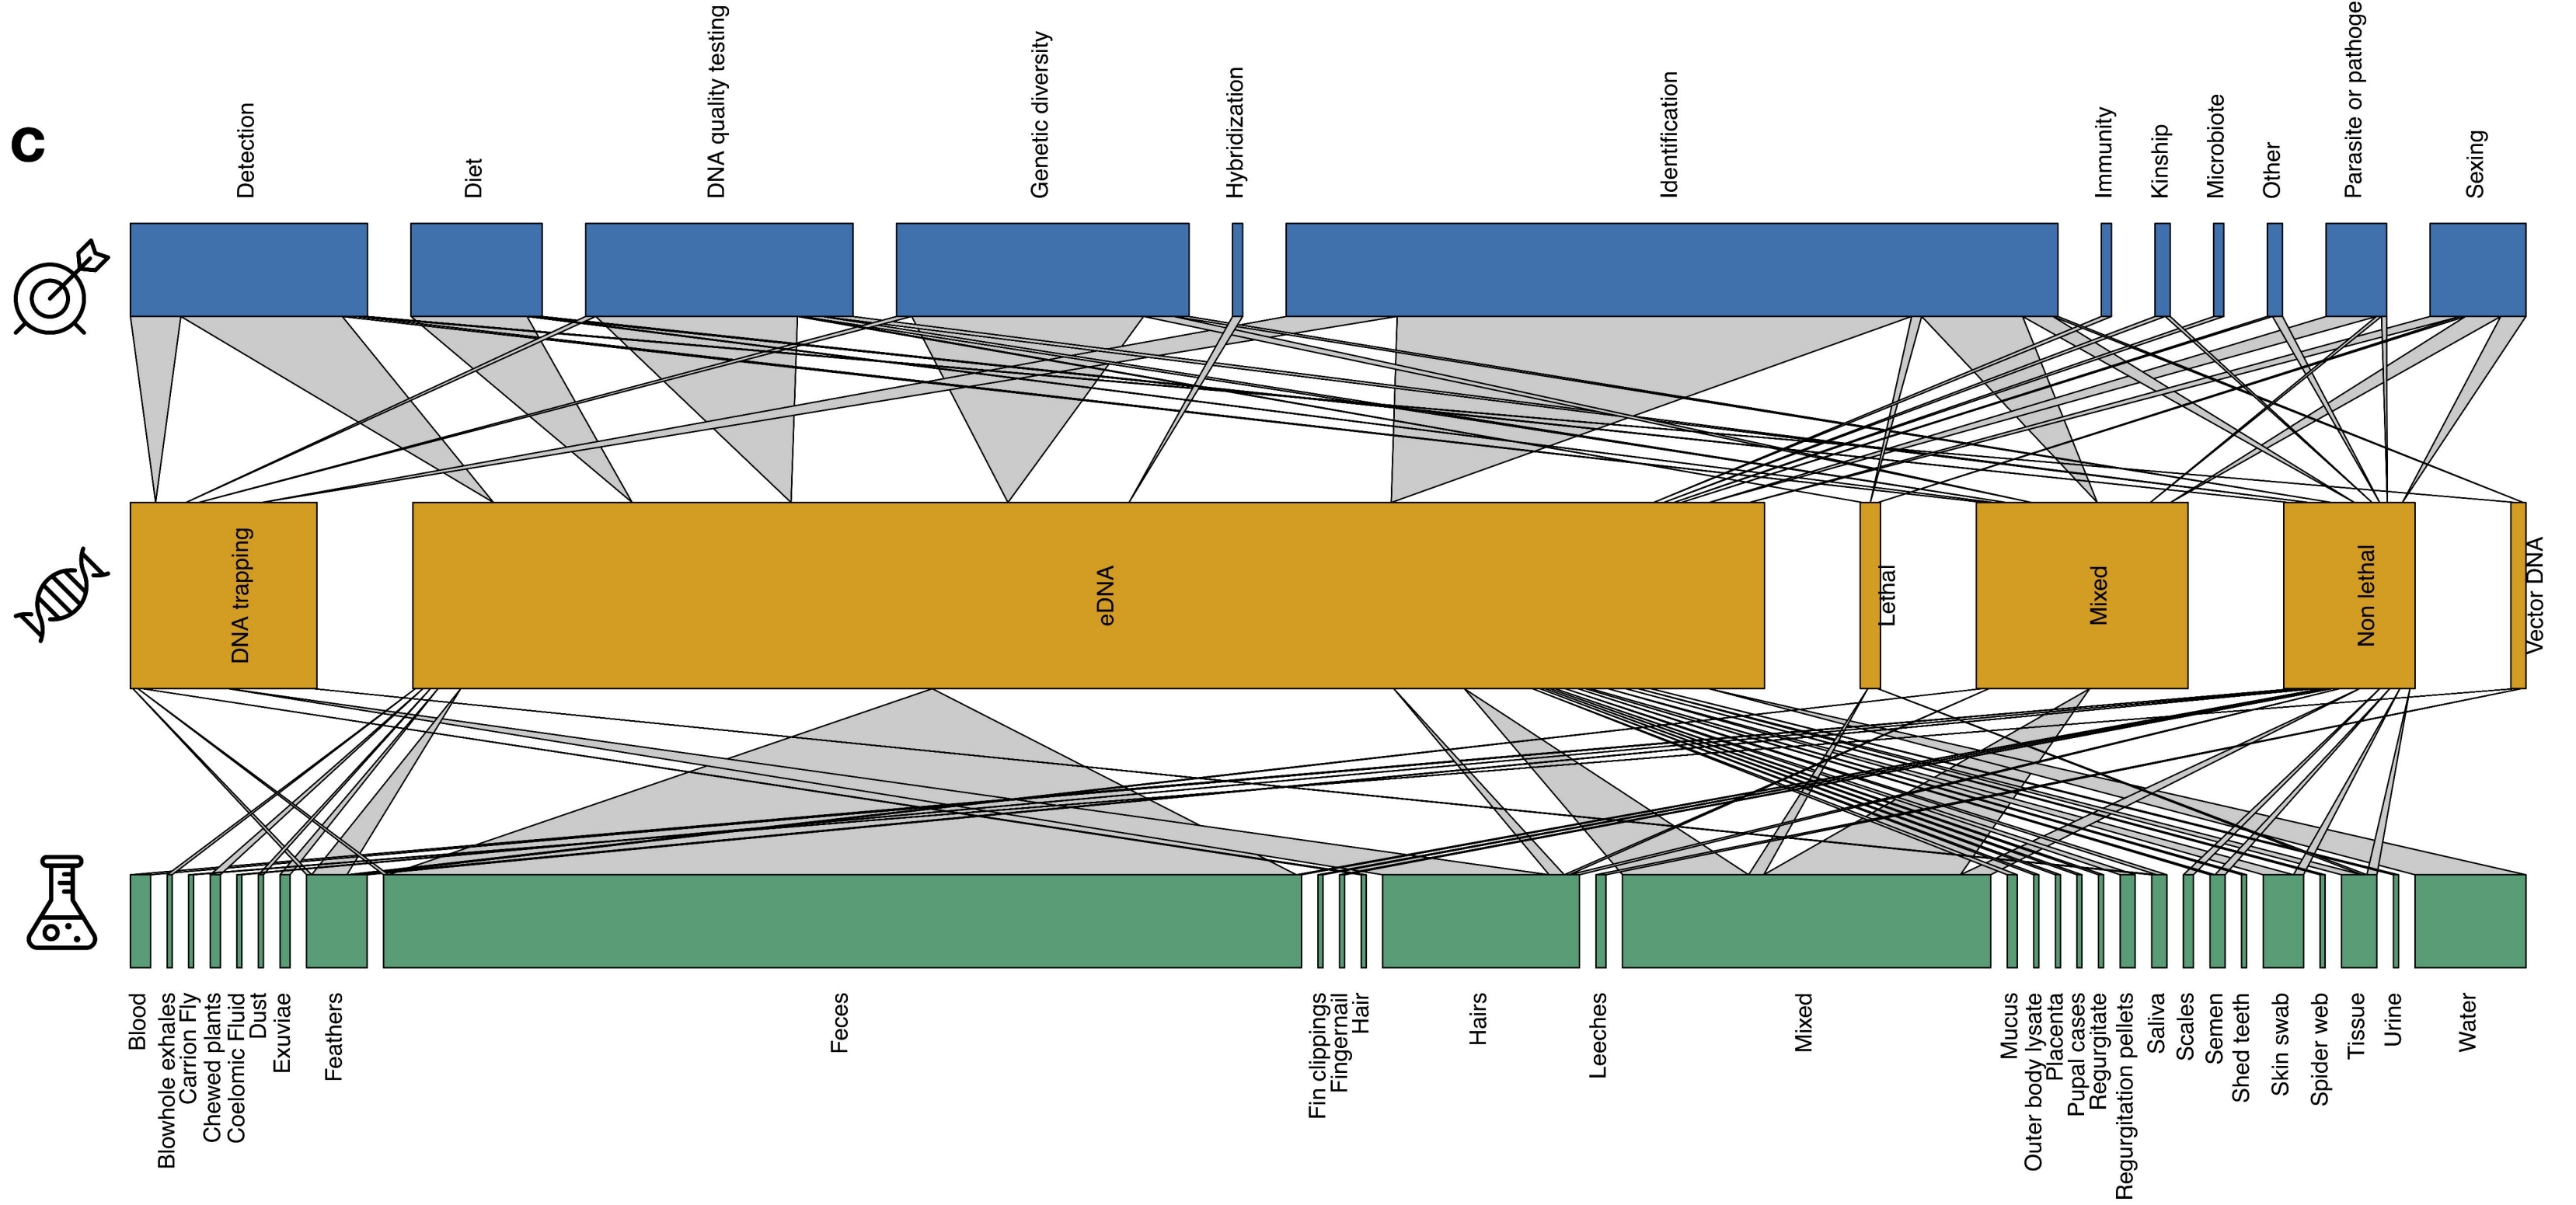 c
Detection
Diet
DNA quality testing
Genetic diversity
Hybridization
Identification
Immunity
Kinship
Microbiote
Other
Parasite or pathoge
Sexing
DNA trapping
eDNA
Lethal
Mixed
Non lethal
Vector DNA
Blood
Blowhole exhales
Carrion Fly
Chewed plants
Coelomic Fluid
Dust
Exuviae
Feathers
Feces
Fin clippings
Fingernail
Hair
Hairs
Leeches
Mixed
Mucus
Outer body lysate
Placenta
Pupal cases
Regurgitate
Regurgitation pellets
Saliva
Scales
Semen
Shed teeth
Skin swab
Spider web
Tissue
Urine
Water